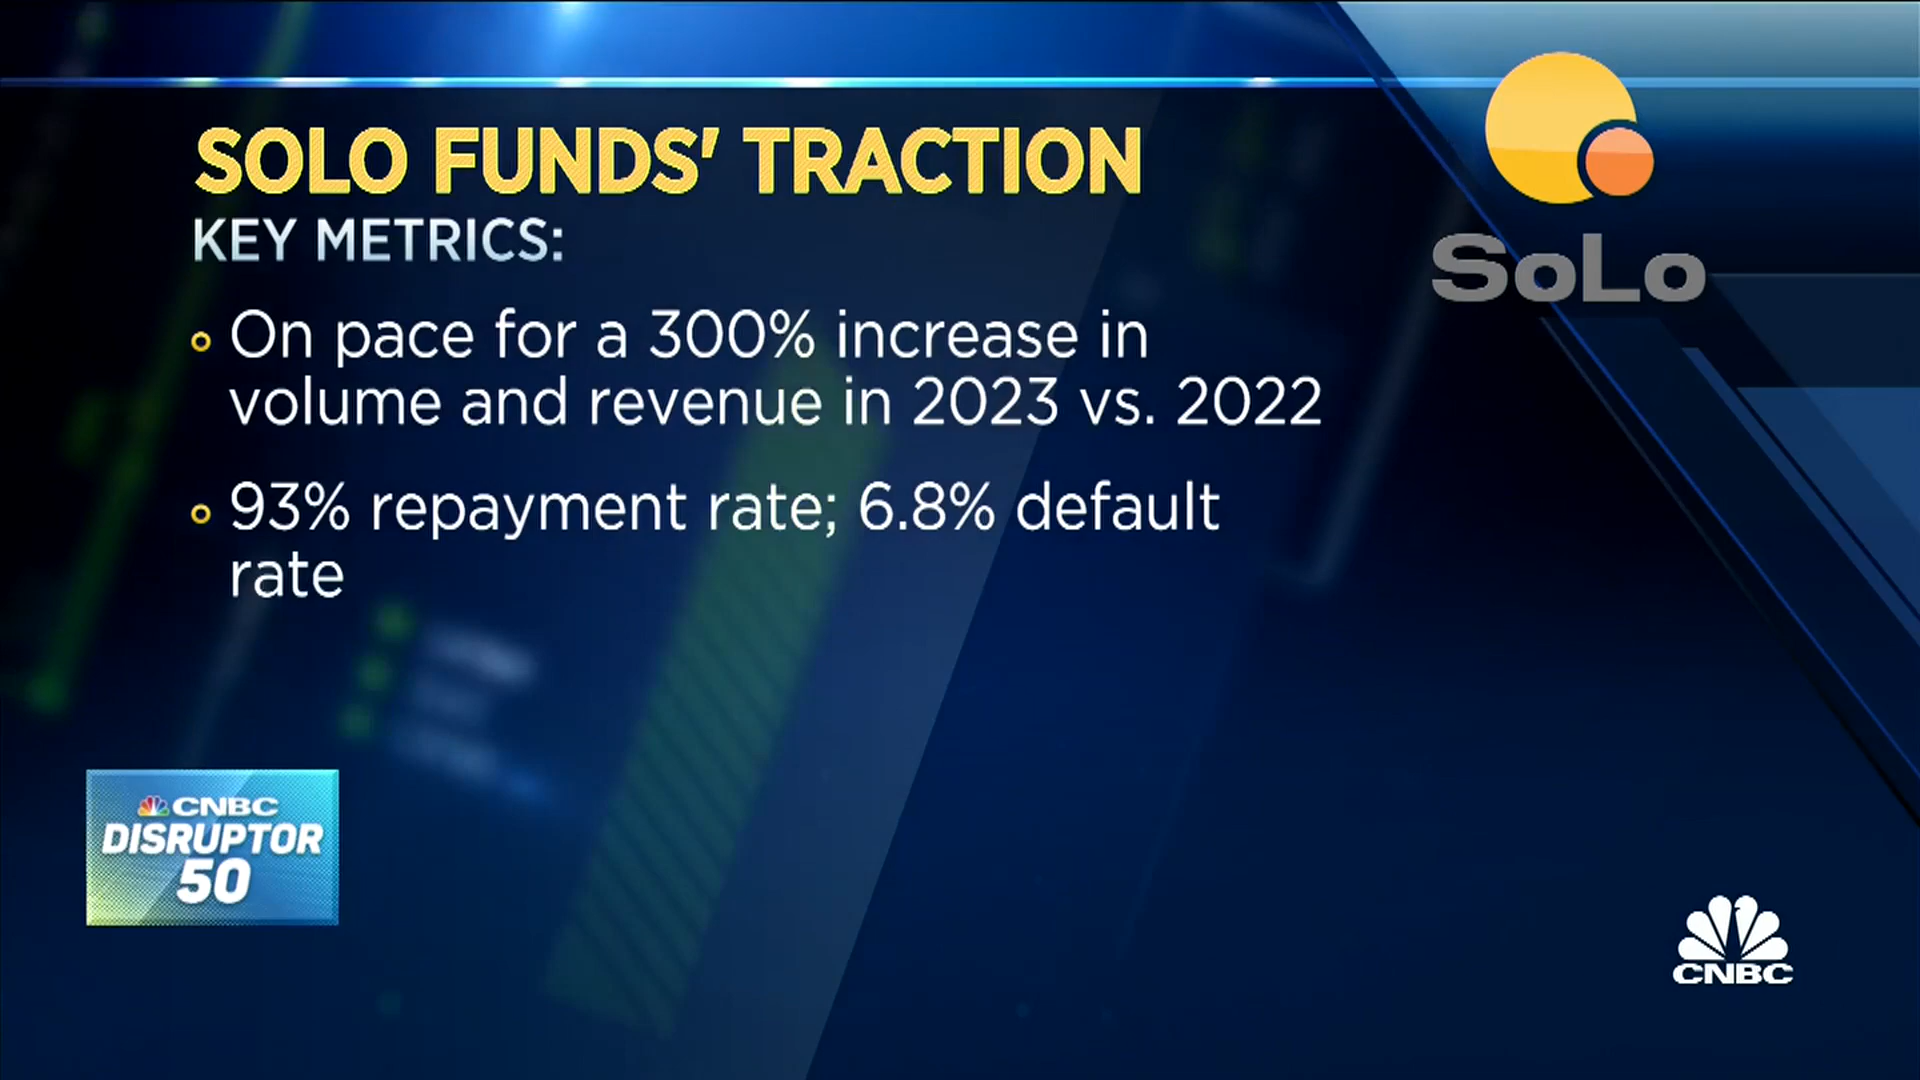 SOLO FUNDS' TRACTION
KEY METRICS:
SoLo
On pace for a 300% increase in
volume and revenue in 2023 vs. 2022
93% repayment rate; 6.8% default
rate
CNBC
DISRUPTOR
50
CNBC